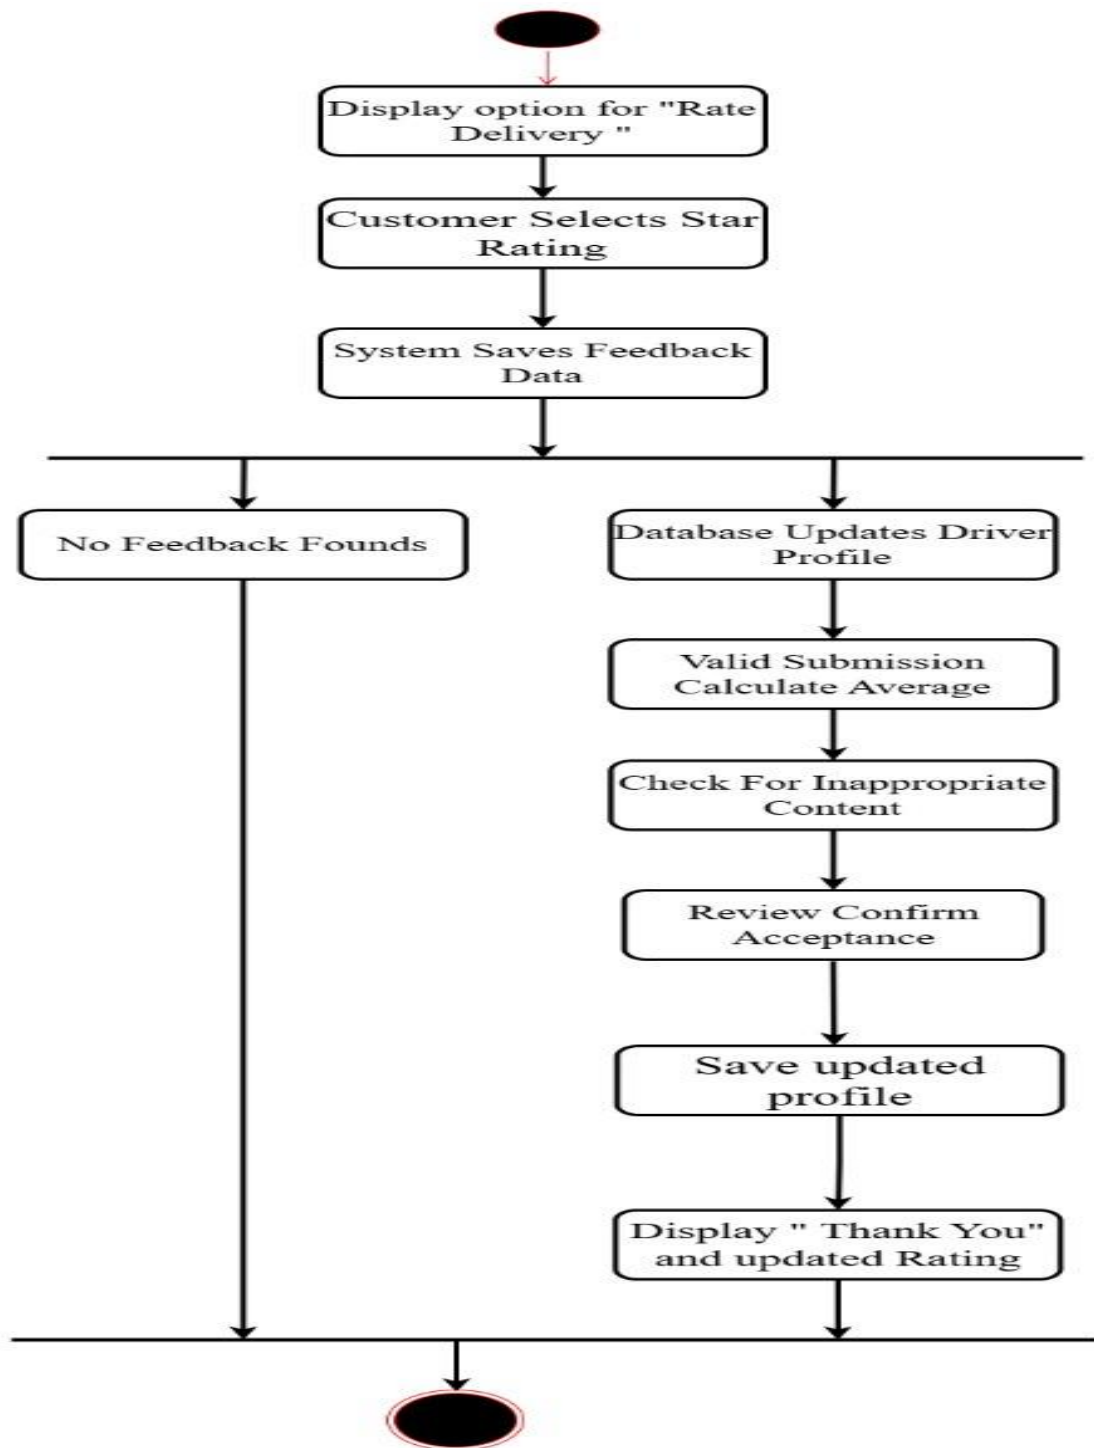 Display option for "Rate
Delivery "
Customer Selects Star
Rating
System Saves Feedback
Data
No Feedback Founds
Database Updates Driver
Profile
Valid Submission
Calculate Average
Check For Inappropriate
Content
Review Confirm
Acceptance
Save updated
profile
Display " Thank You"
and updated Rating